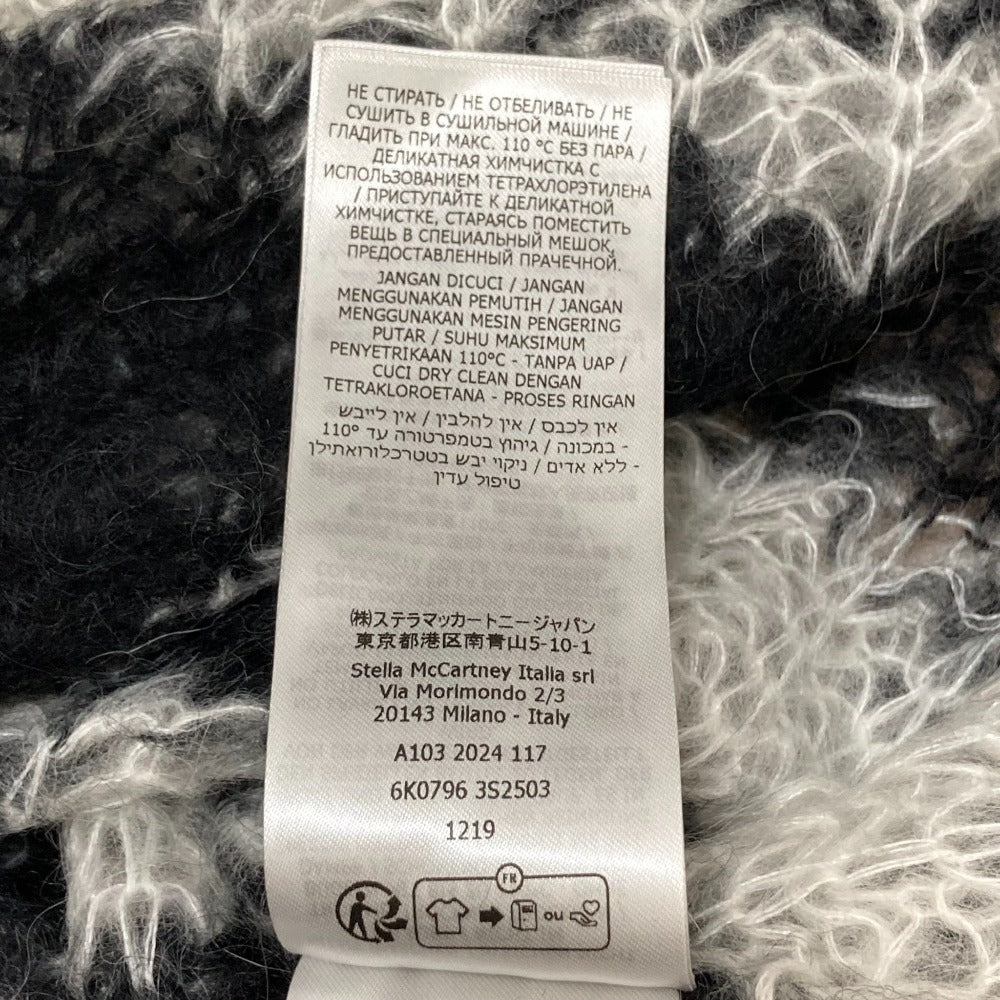 НЕ СТИРАТЬ / НЕ ОТБЕЛИВАТЬ / НЕ
СУШИТЬ В СУШИЛЬНОЙ МАШИНЕ /
ГЛАДИТЬ ПРИ МАКС. 110 °C БЕЗ ПАРА /
ДЕЛИКАТНАЯ ХИМЧИСТКА С
ИСПОЛЬЗОВАНИЕМ ТЕТРАХЛОРЭТИЛЕНА
/ ПРИСТУПАЙТЕ К ДЕЛИКАТНОЙ
ХИМЧИСТКЕ, СТАРАЯСЬ ПОМЕСТИТЬ
ВЕЩЬ В СПЕЦИАЛЬНЫЙ МЕШОК,
ПРЕДОСТАВЛЕННЫЙ ПРАЧЕЧНОЙ.
JANGAN DICUCI / JANGAN
MENGGUNAKAN PEMUTIH / JANGAN
MENGGUNAKAN MESIN PENGERING
PUTAR / SUHU MAKSIMUM
PENYETRIKAAN 110°C - TANPA UAP /
CUCI DRY CLEAN DENGAN
TETRAKLOROETANA - PROSES RINGAN
אין לכבס / אין להלבין / אין לייבש
במכונה / גיהוץ בטמפרטורה עד 110° -
ללא אדים / ניקוי יבש בטטרכלורואתילן -
טיפול עדין
(株)ステラマッカートニージャパン
東京都港区南青山5-10-1
Stella McCartney Italia srl
Via Morimondo 2/3
20143 Milano - Italy
A103 2024 117
6K0796 3S2503
1219
FR
ou